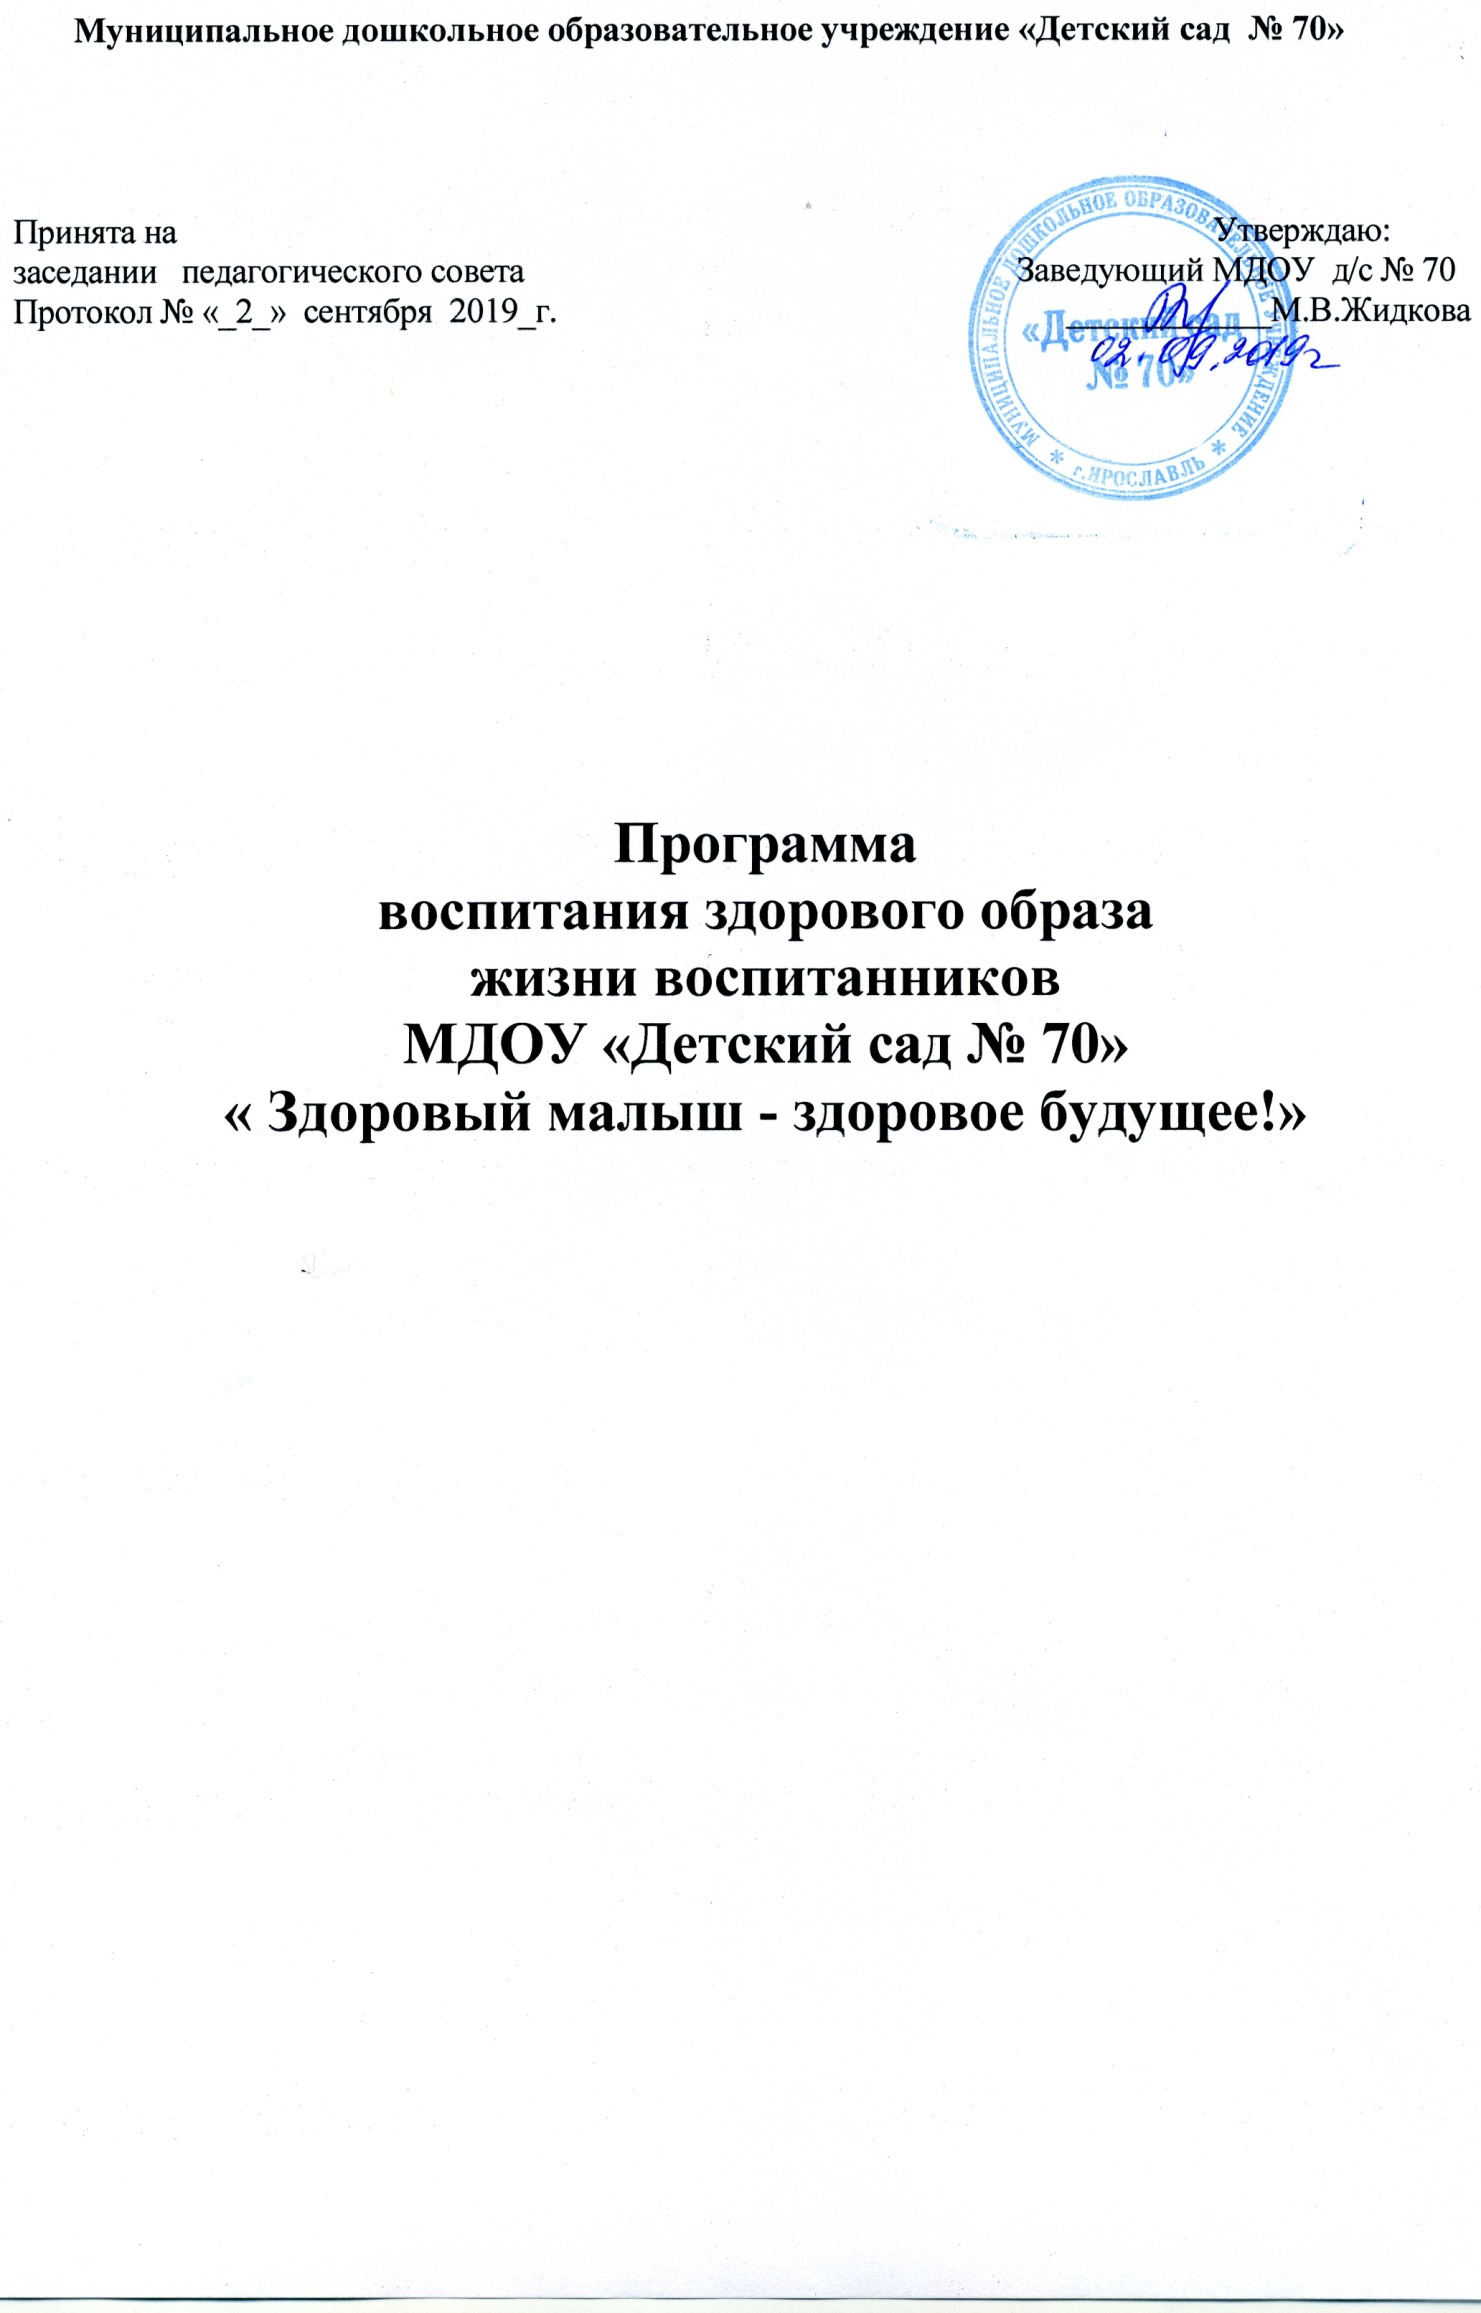 Муниципальное дошкольное образовательное учреждение «Детский сад № 70»
Принята на
заседании педагогического совета
Протокол № «_2_» сентября 2019_г.
Утверждаю:
Заведующий МДОУ д/с № 70
____________М.В.Жидкова
02.09.2019г
МУНИЦИПАЛЬНОЕ ДОШКОЛЬНОЕ ОБРАЗОВАТЕЛЬНОЕ УЧРЕЖДЕНИЕ
* г.ЯРОСЛАВЛЬ *
«Детский сад
№ 70»
Программа
воспитания здорового образа
жизни воспитанников
МДОУ «Детский сад № 70»
« Здоровый малыш - здоровое будущее!»